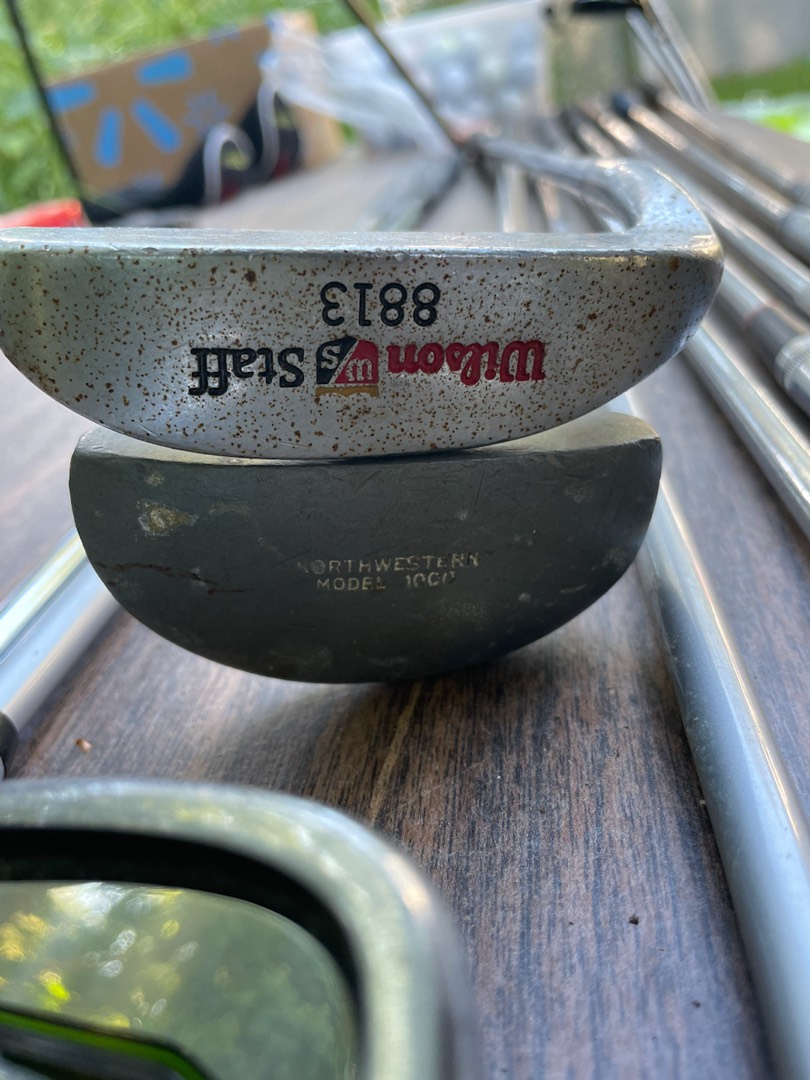 Wilson W S Staff
8813
NORTHWESTERN
MODEL